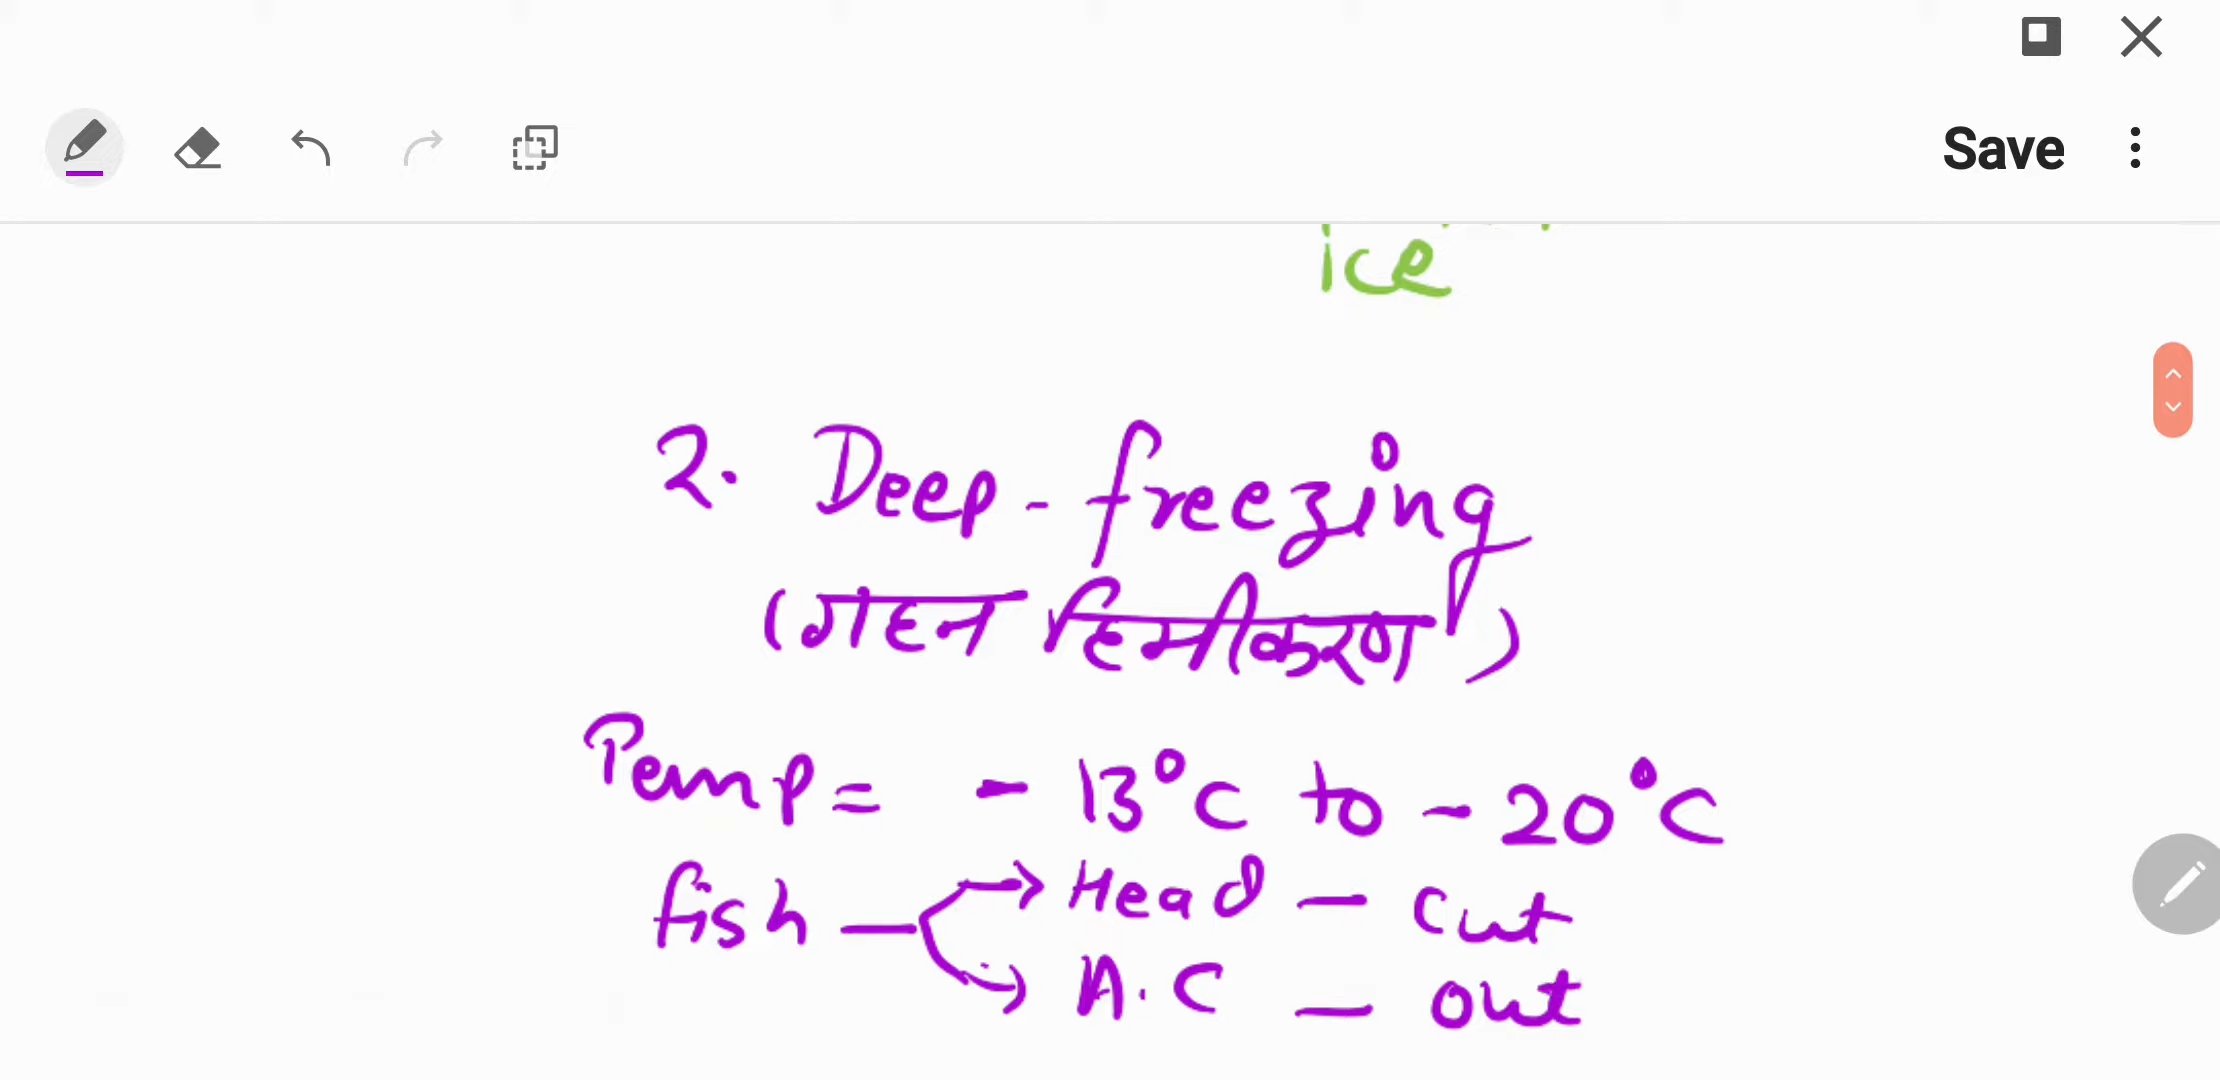 Save
ice
2. Deep-freezing
(गहन हिमीकरण)
Temp = - 13°C to - 20°C
fish → Head - cut
→ A.C - out